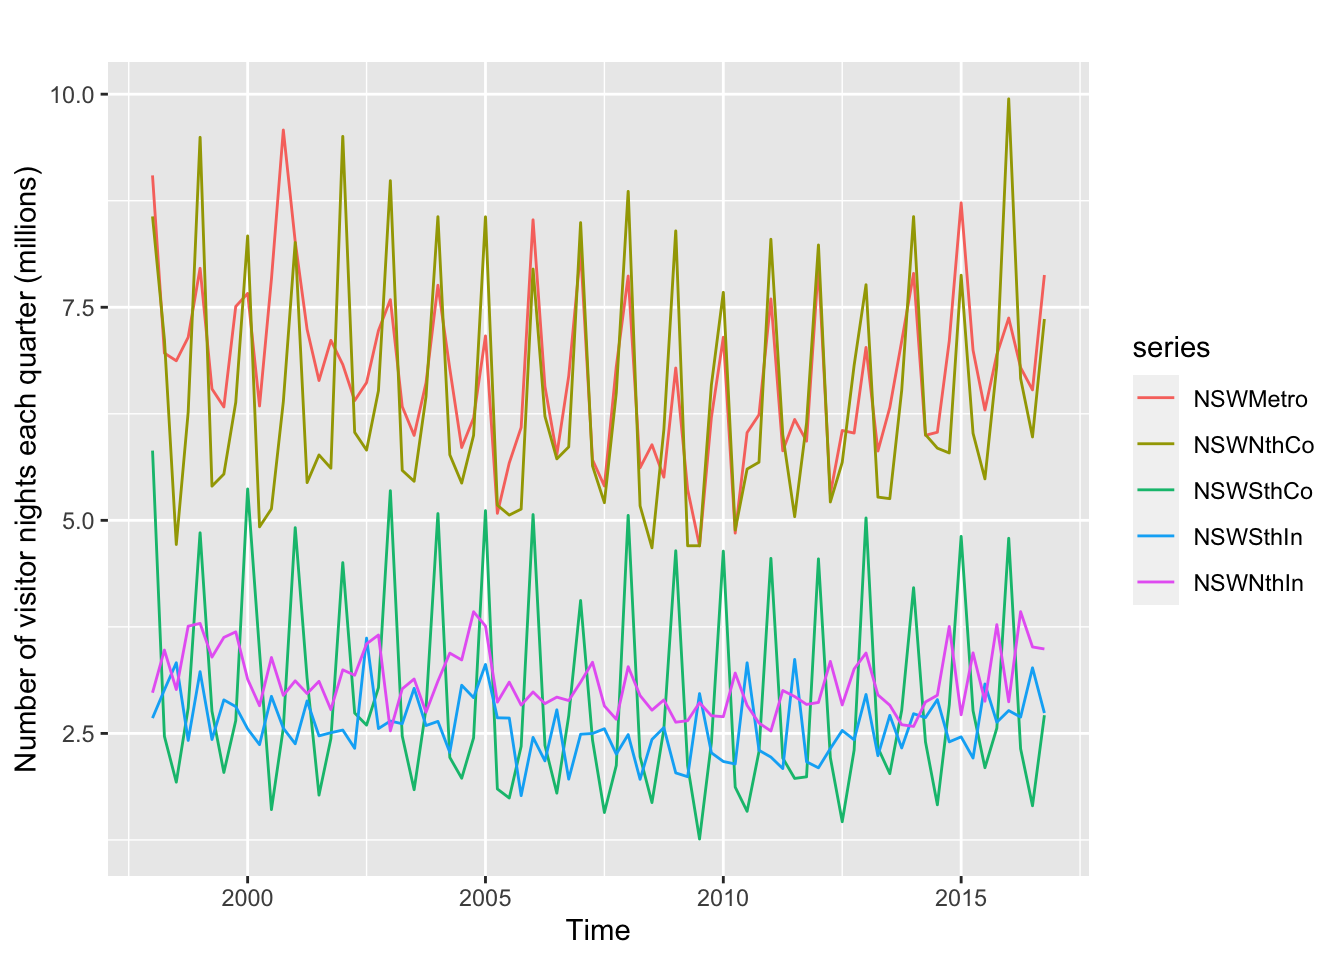 Number of visitor nights each quarter (millions)
10.0
7.5
5.0
2.5
2000 2005 2010 2015
Time
series
NSWMetro
NSWNthCo
NSWSthCo
NSWSthIn
NSWNthIn